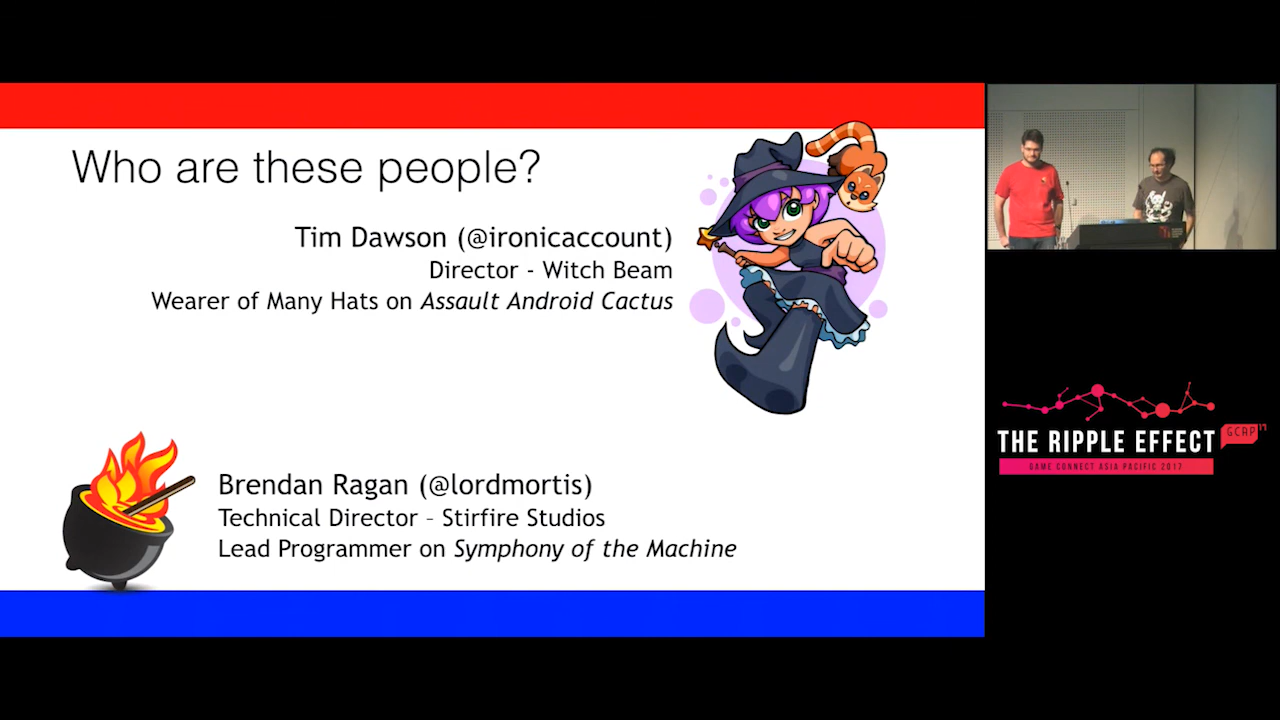 Who are these people?
Tim Dawson (@ironicaccount)
Director - Witch Beam
Wearer of Many Hats on Assault Android Cactus
Brendan Ragan (@lordmortis)
Technical Director – Stirfire Studios
Lead Programmer on Symphony of the Machine
THE RIPPLE EFFECT
GCAP17
GAME CONNECT ASIA PACIFIC 2017